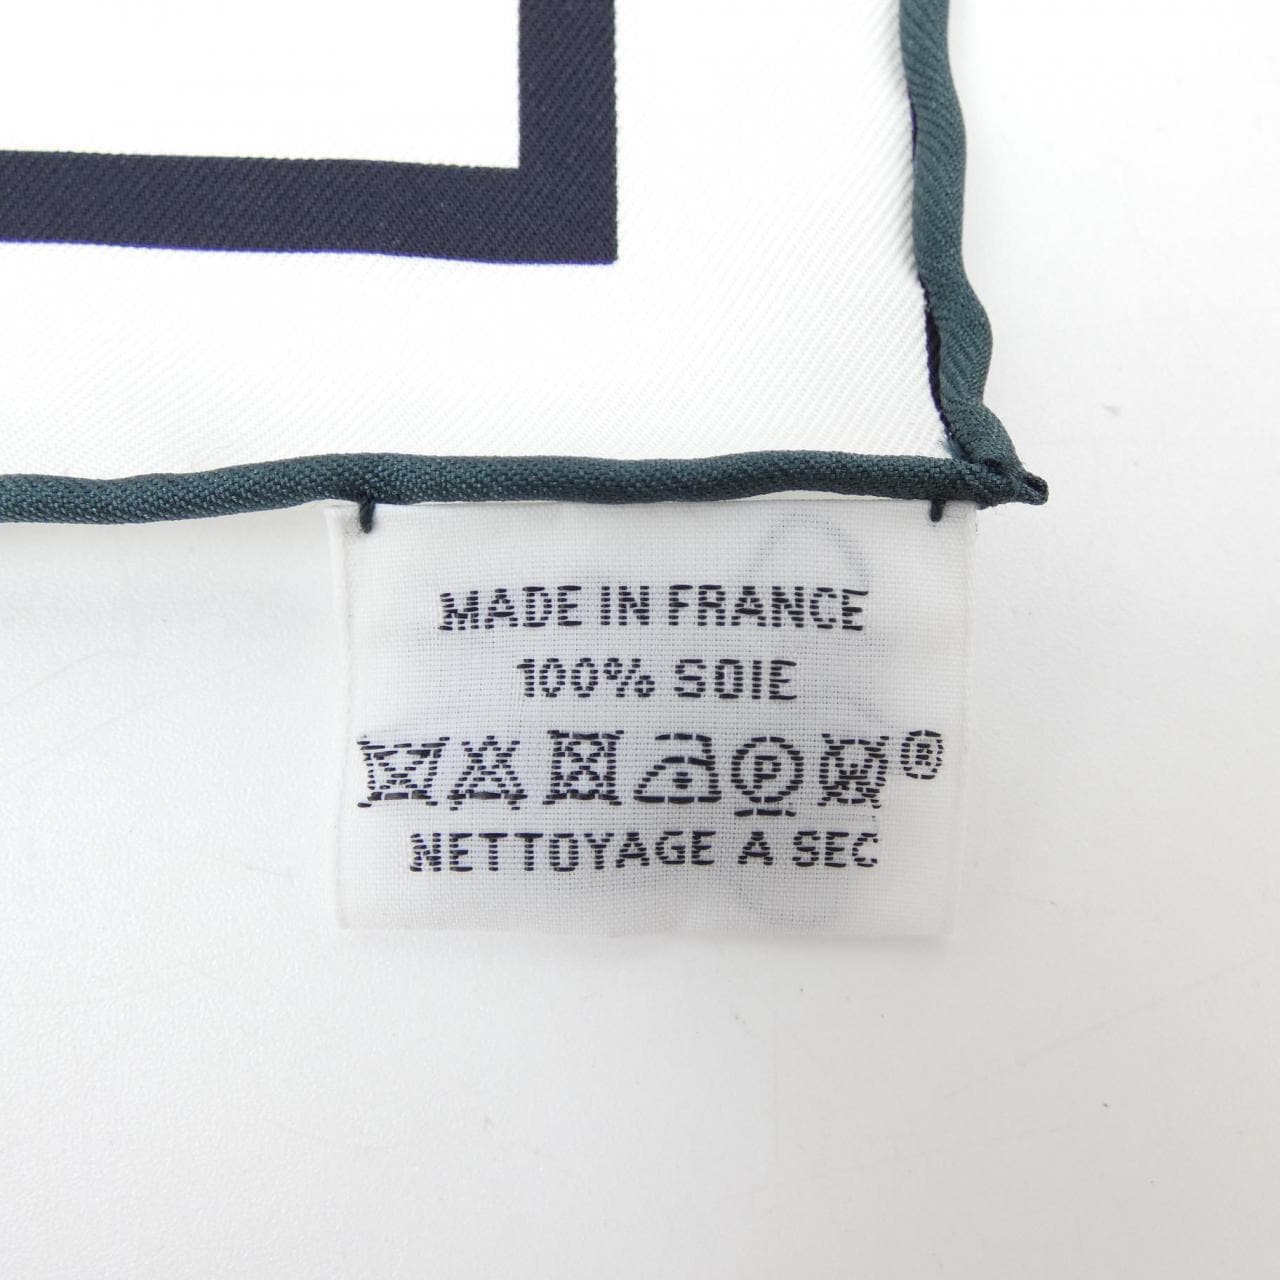 MADE IN FRANCE
100% SOIE
P W ®
NETTOYAGE A SEC